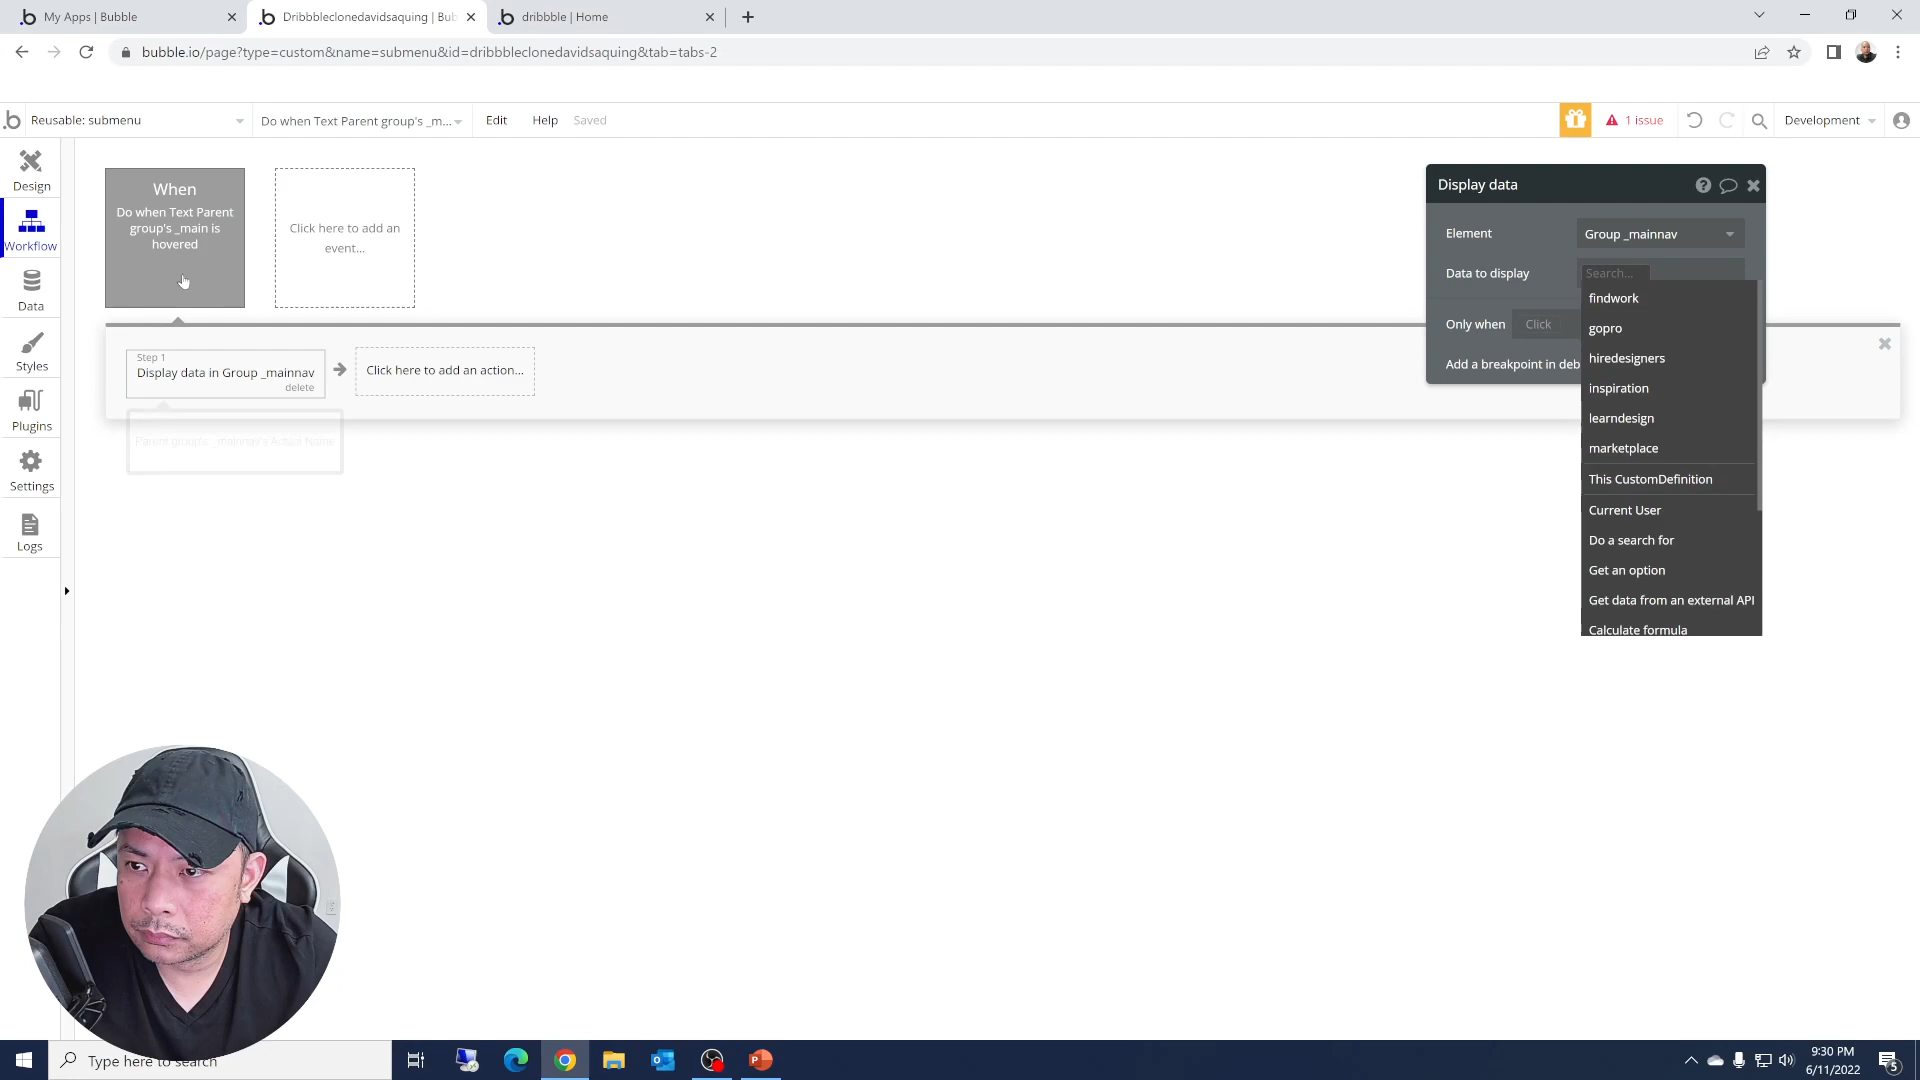 My Apps | Bubble
Dribbbleclonedavidsaquing | Bub
dribbble | Home
bubble.io/page?type=custom&name=submenu&id=dribbbleclonedavidsaquing&tab=tabs-2
Reusable: submenu
Do when Text Parent group's _m...
Edit
Help
Saved
1 issue
Development
Design
Workflow
Data
Styles
Plugins
Settings
Logs
When
Do when Text Parent
group's _main is
hovered
Click here to add an
event...
Step 1
Display data in Group _mainnav
delete
Click here to add an action...
Parent group's _mainnav's Action Name
Display data
Element
Group _mainnav
Data to display
Search...
Only when
Click
Add a breakpoint in deb
findwork
gopro
hiredesigners
inspiration
learndesign
marketplace
This CustomDefinition
Current User
Do a search for
Get an option
Get data from an external API
Calculate formula
Type here to search
9:30 PM
6/11/2022
5